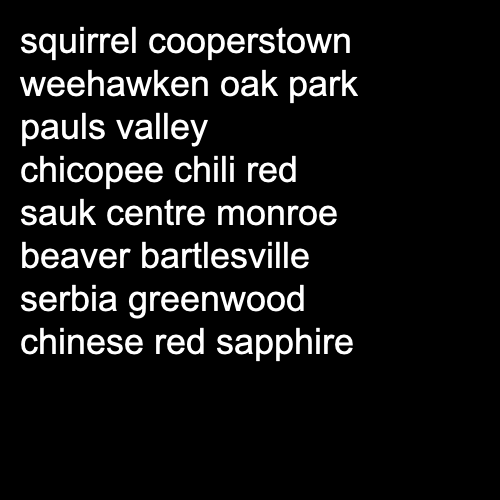 squirrel cooperstown
weehawken oak park
pauls valley
chicopee chili red
sauk centre monroe
beaver bartlesville
serbia greenwood
chinese red sapphire